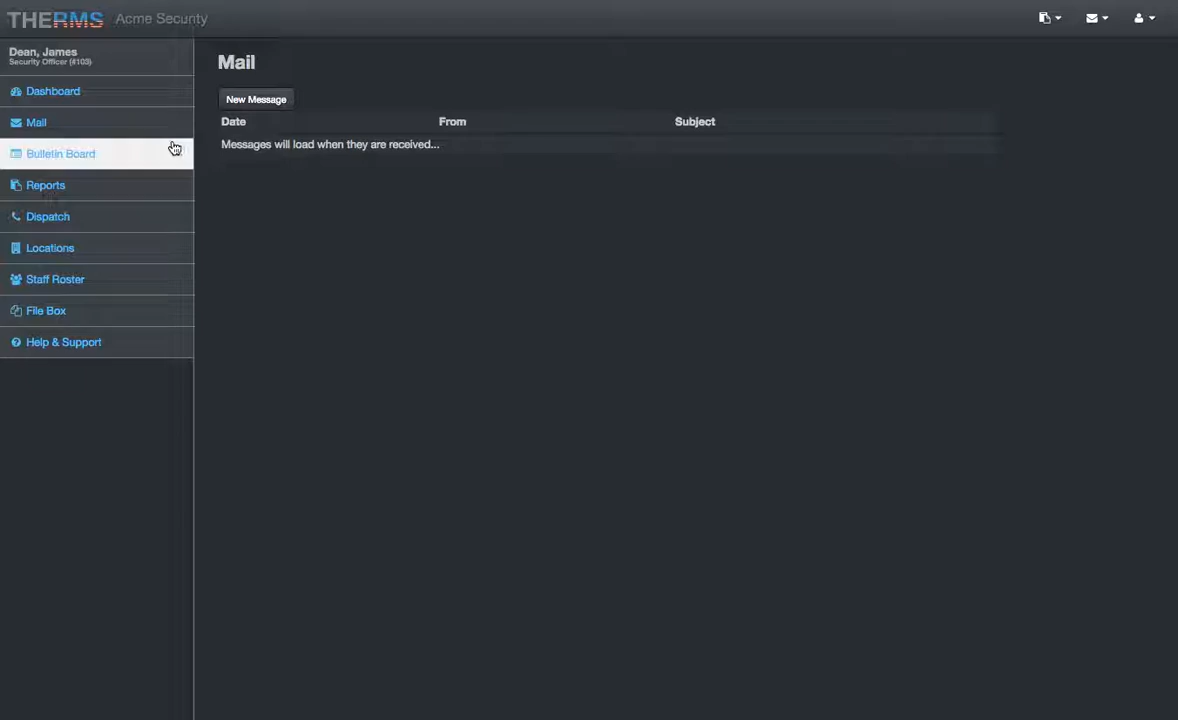 THERMS Acme Security
Dean, James
Security Officer (#103)
Dashboard
Mail
Bulletin Board
Reports
Dispatch
Locations
Staff Roster
File Box
Help & Support
Mail
New Message
Date From Subject
Messages will load when they are received...